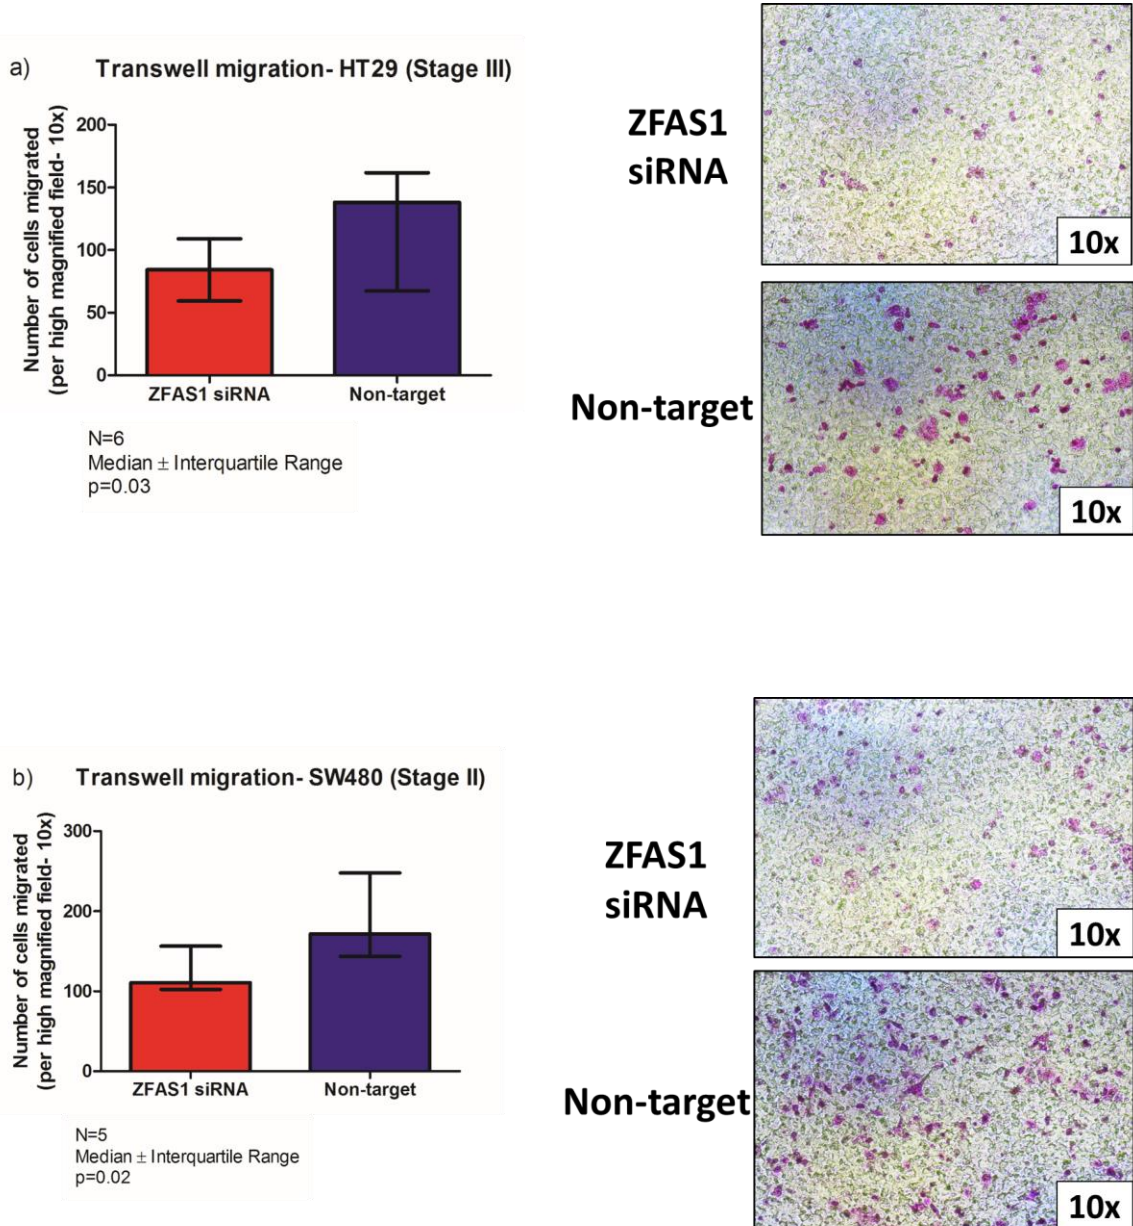 a) Transwell migration- HT29 (Stage III)
Number of cells migrated
(per high magnified field- 10x)
200
150
100
50
0
ZFAS1 siRNA Non-target
N=6
Median ± Interquartile Range
p=0.03
ZFAS1
siRNA
10x
Non-target
10x
b) Transwell migration- SW480 (Stage II)
Number of cells migrated
(per high magnified field- 10x)
300
200
100
0
ZFAS1 siRNA Non-target
N=5
Median ± Interquartile Range
p=0.02
ZFAS1
siRNA
10x
Non-target
10x